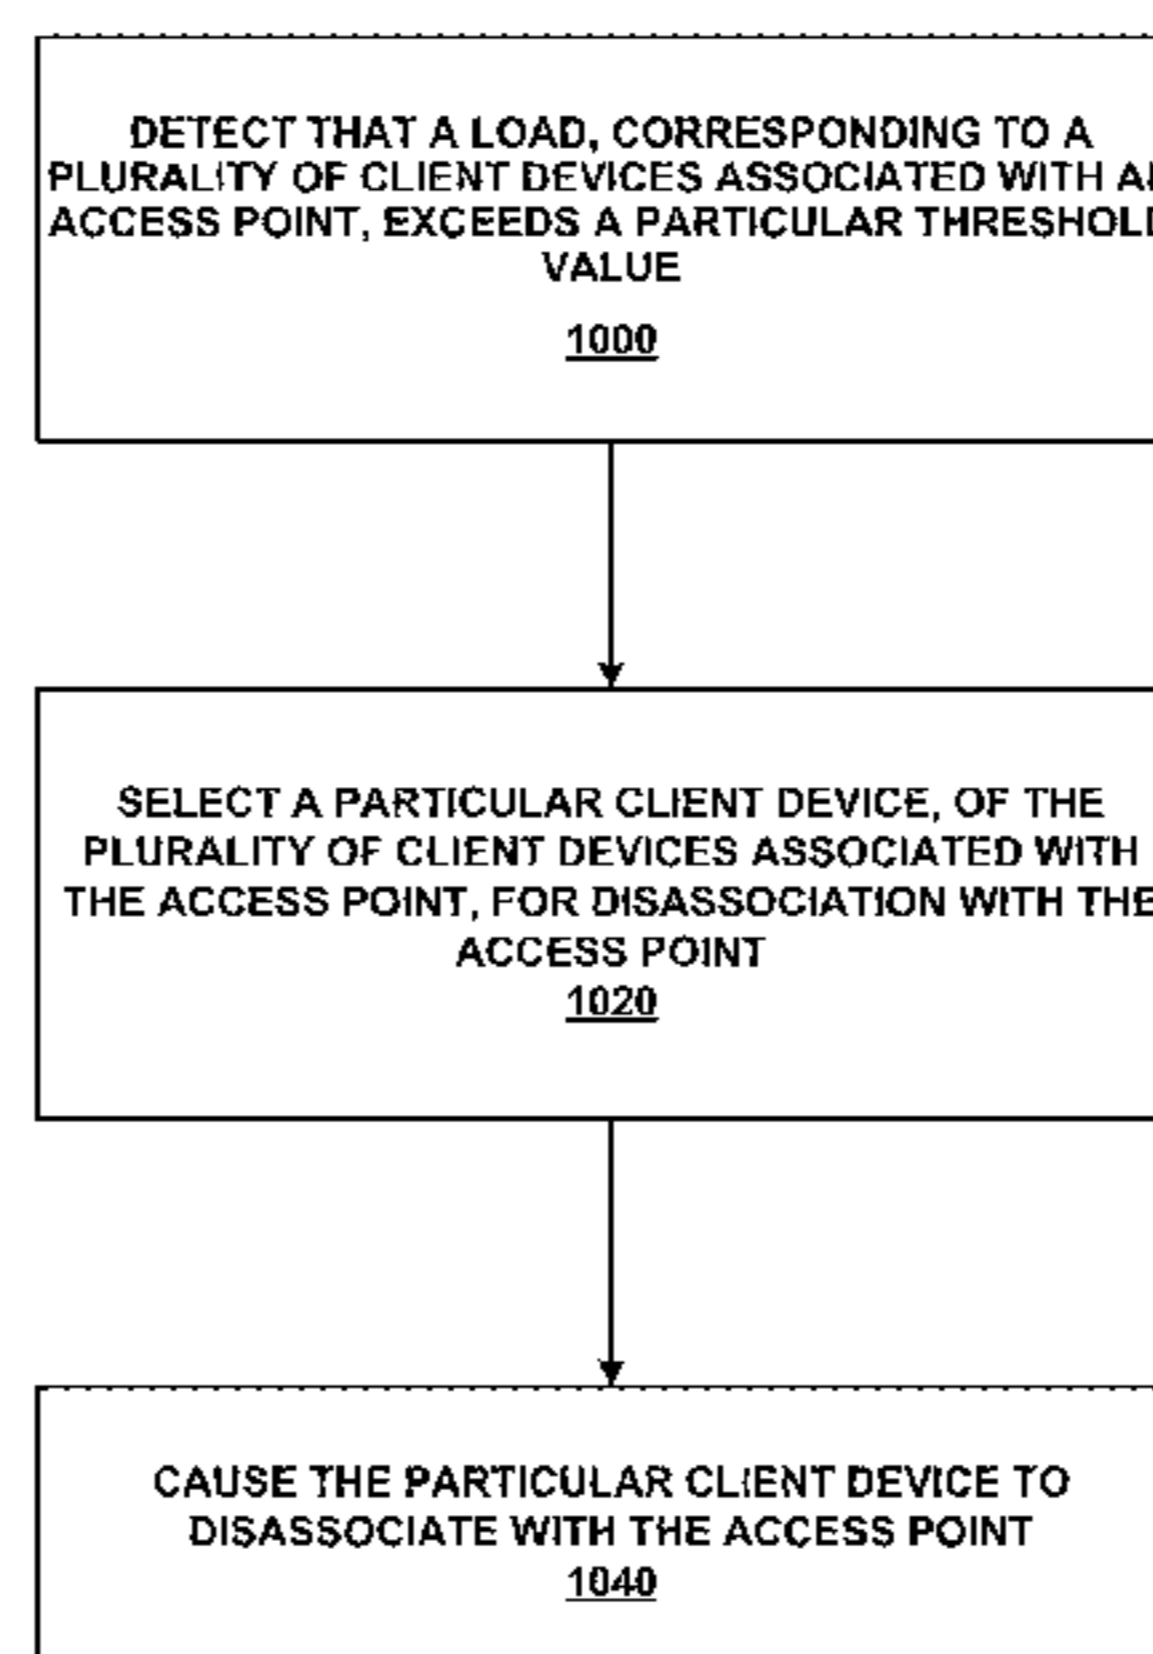 DETECT THAT A LOAD, CORRESPONDING TO A
PLURALITY OF CLIENT DEVICES ASSOCIATED WITH
ACCESS POINT, EXCEEDS A PARTICULAR THRESHOLD
VALUE
1000
SELECT A PARTICULAR CLIENT DEVICE, OF THE
PLURALITY OF CLIENT DEVICES ASSOCIATED WITH
THE ACCESS POINT, FOR DISASSOCIATION WITH THE
ACCESS POINT
1020
CAUSE THE PARTICULAR CLIENT DEVICE TO
DISASSOCIATE WITH THE ACCESS POINT
1040